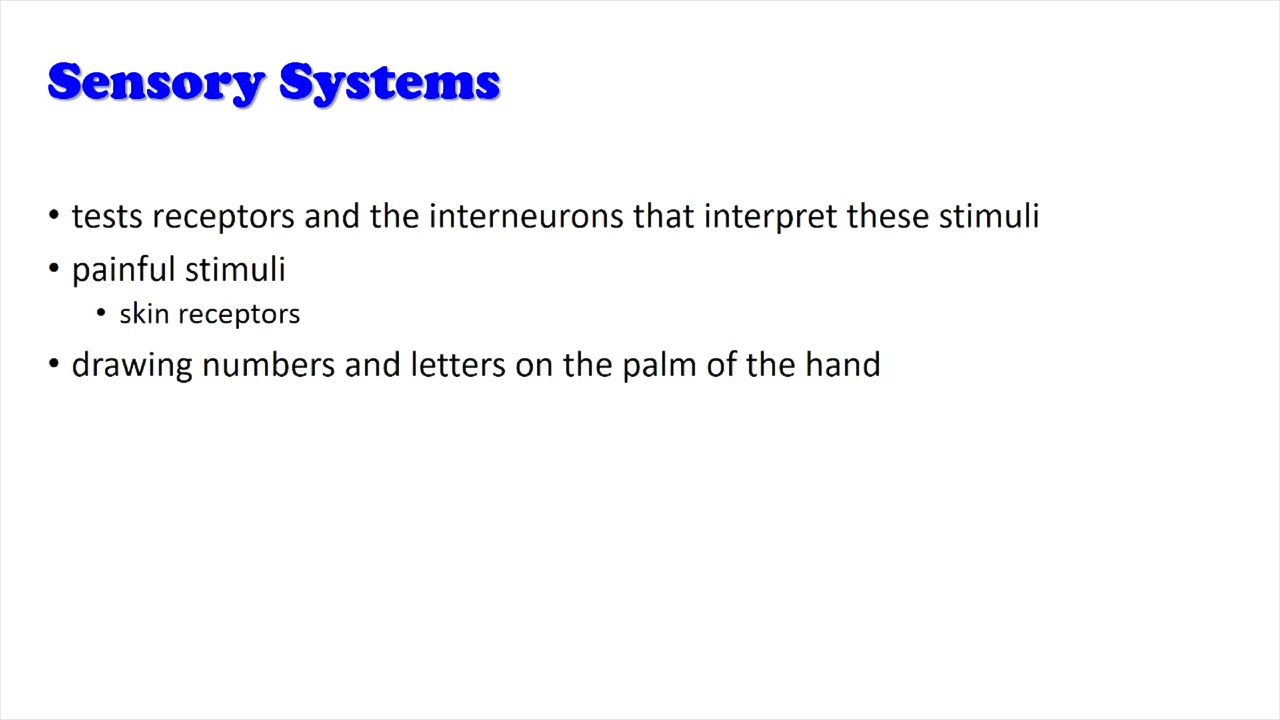 Sensory Systems
• tests receptors and the interneurons that interpret these stimuli
• painful stimuli
• skin receptors
• drawing numbers and letters on the palm of the hand